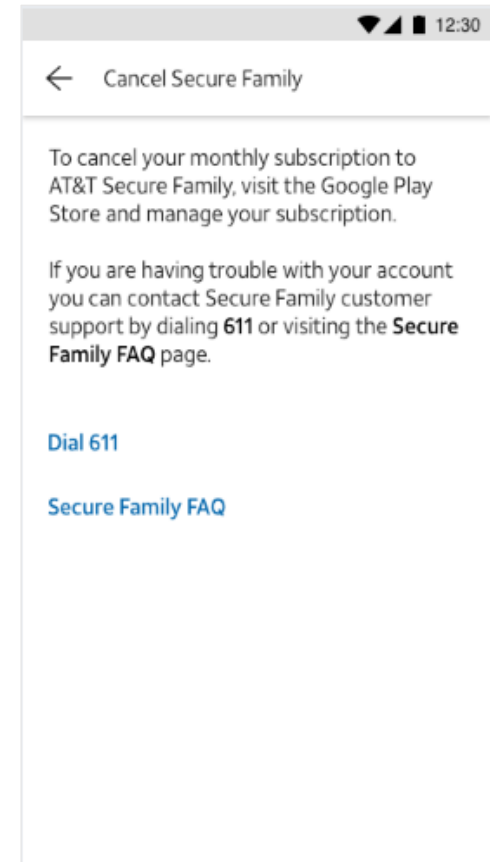 12:30
Cancel Secure Family
To cancel your monthly subscription to
AT&T Secure Family, visit the Google Play
Store and manage your subscription.
If you are having trouble with your account
you can contact Secure Family customer
support by dialing 611 or visiting the Secure
Family FAQ page.
Dial 611
Secure Family FAQ